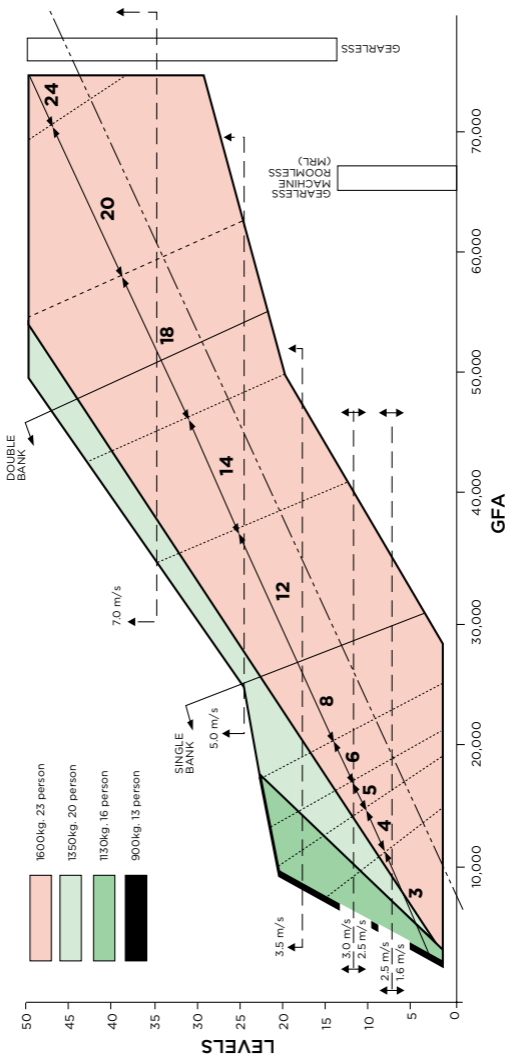 1600kg. 23 person
1350kg. 20 person
1130kg. 16 person
900kg. 13 person
LEVELS
50
45
40
35
30
25
20
15
10
5
0
10,000
20,000
30,000
40,000
50,000
60,000
70,000
GFA
SINGLE
BANK
DOUBLE
BANK
7.0 m/s
5.0 m/s
3.5 m/s
3.0 m/s
2.5 m/s
2.5 m/s
1.6 m/s
3
4
5
6
8
12
14
18
20
24
GEARLESS
MACHINE
ROOMLESS
(MRL)
GEARLESS